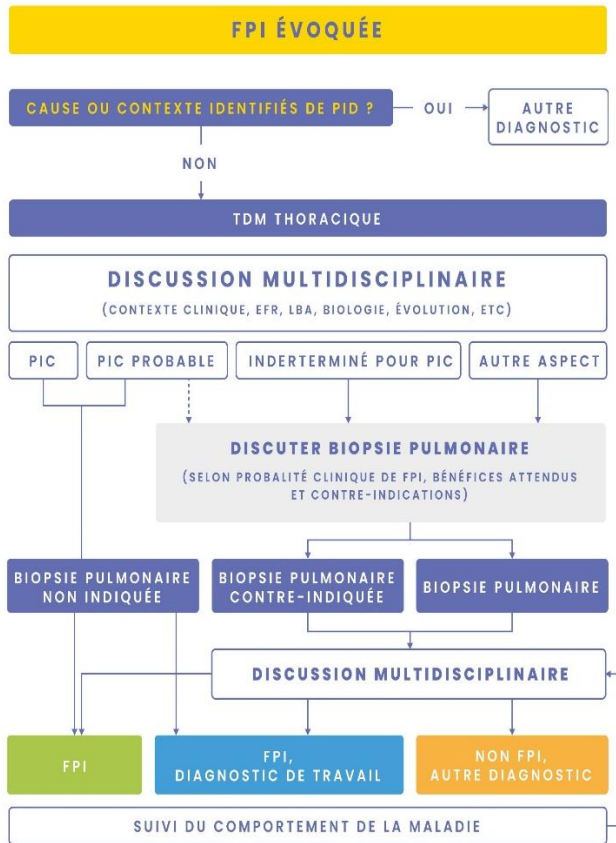 FPI ÉVOQUÉE
CAUSE OU CONTEXTE IDENTIFIÉS DE PID ?
OUI
AUTRE
DIAGNOSTIC
NON
TDM THORACIQUE
DISCUSSION MULTIDISCIPLINAIRE
(CONTEXTE CLINIQUE, EFR, LBA, BIOLOGIE, ÉVOLUTION, ETC)
PIC
PIC PROBABLE
INDERTERMINÉ POUR PIC
AUTRE ASPECT
DISCUTER BIOPSIE PULMONAIRE
(SELON PROBALITÉ CLINIQUE DE FPI, BÉNÉFICES ATTENDUS
ET CONTRE-INDICATIONS)
BIOPSIE PULMONAIRE
NON INDIQUÉE
BIOPSIE PULMONAIRE
CONTRE-INDIQUÉE
BIOPSIE PULMONAIRE
DISCUSSION MULTIDISCIPLINAIRE
FPI
FPI,
DIAGNOSTIC DE TRAVAIL
NON FPI,
AUTRE DIAGNOSTIC
SUIVI DU COMPORTEMENT DE LA MALADIE